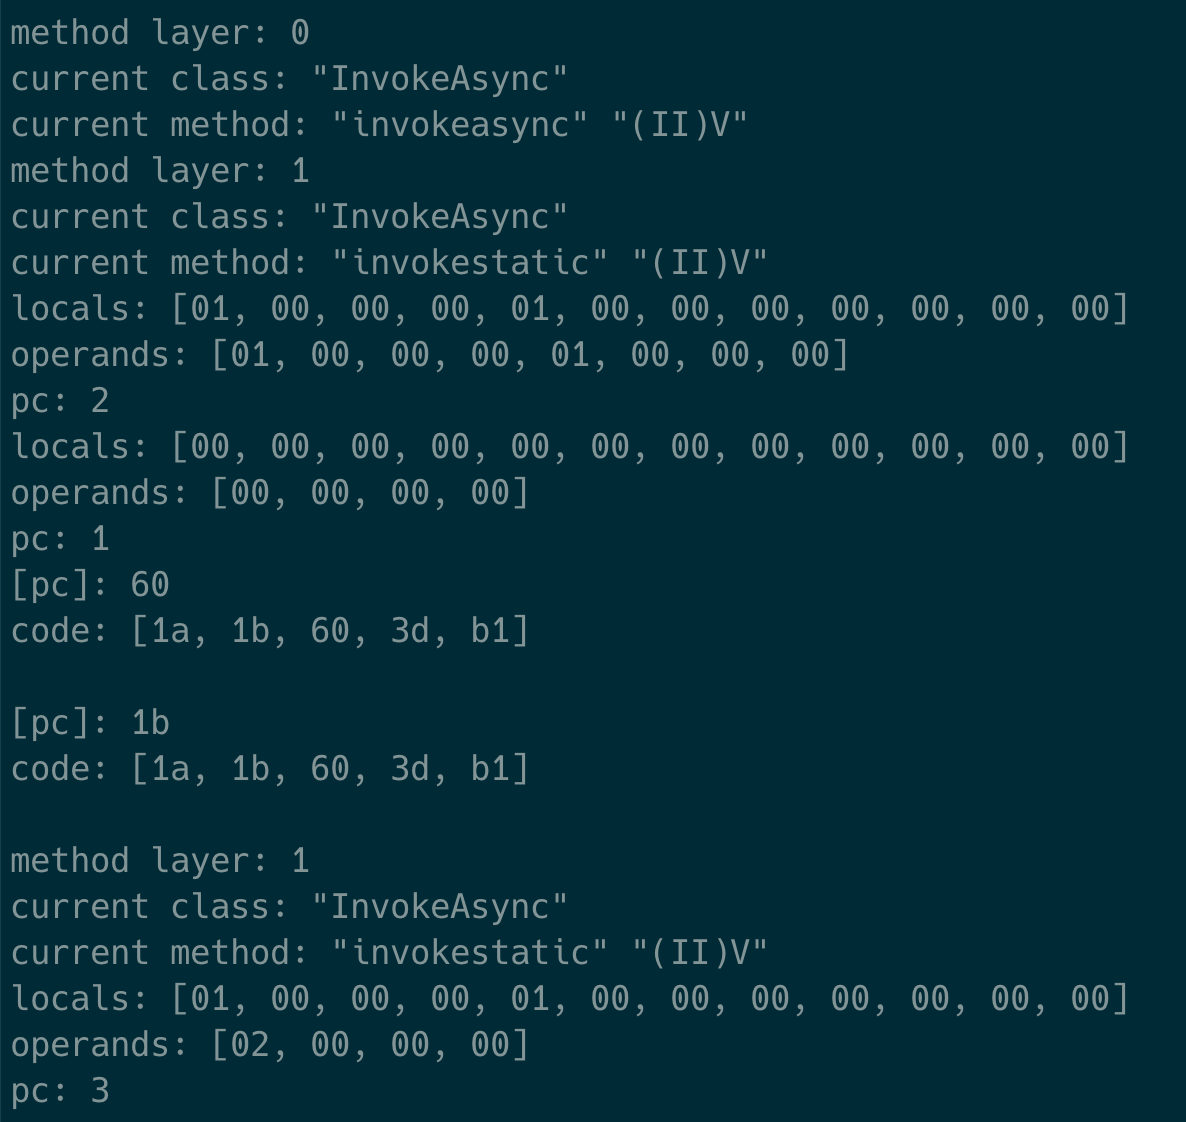 method layer: 0
current class: "InvokeAsync"
current method: "invokeasync" "(II)V"
method layer: 1
current class: "InvokeAsync"
current method: "invokestatic" "(II)V"
locals: [01, 00, 00, 00, 01, 00, 00, 00, 00, 00, 00, 00]
operands: [01, 00, 00, 00, 01, 00, 00, 00]
pc: 2
locals: [00, 00, 00, 00, 00, 00, 00, 00, 00, 00, 00, 00]
operands: [00, 00, 00, 00]
pc: 1
[pc]: 60
code: [1a, 1b, 60, 3d, b1]
[pc]: 1b
code: [1a, 1b, 60, 3d, b1]
method layer: 1
current class: "InvokeAsync"
current method: "invokestatic" "(II)V"
locals: [01, 00, 00, 00, 01, 00, 00, 00, 00, 00, 00, 00]
operands: [02, 00, 00, 00]
pc: 3